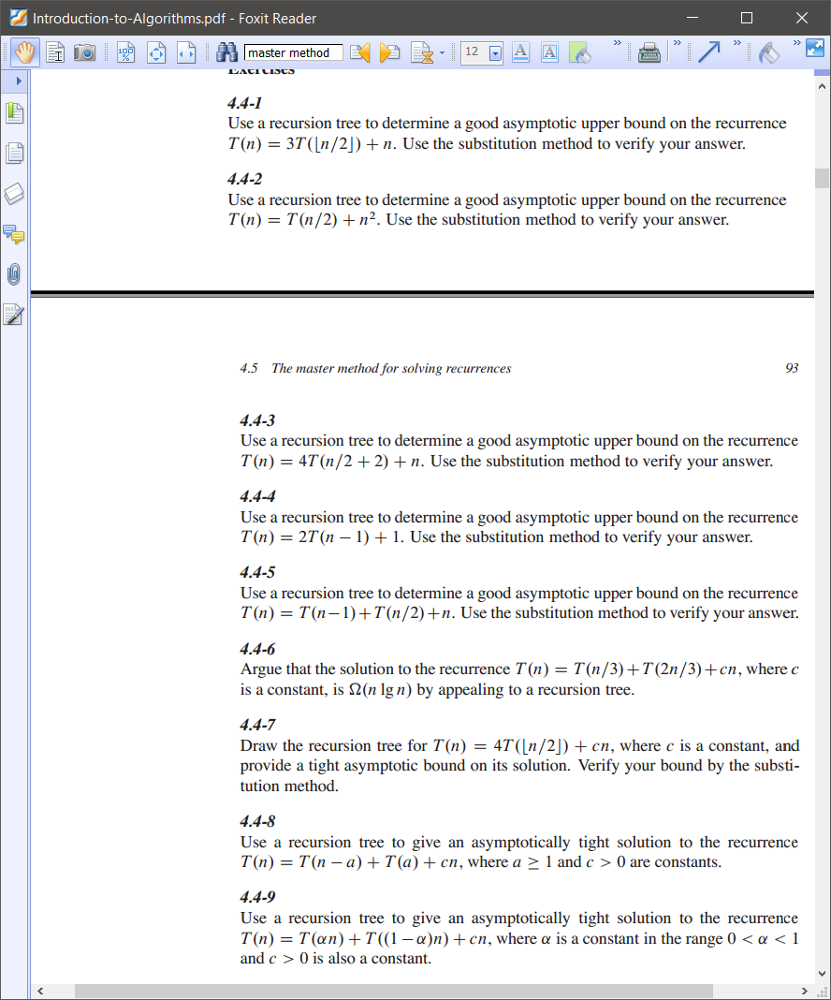 Introduction-to-Algorithms.pdf - Foxit Reader
100%
master method
12
A
A
Exercises
4.4-1
Use a recursion tree to determine a good asymptotic upper bound on the recurrence
T(n) = 3T(⌊n/2⌋) + n. Use the substitution method to verify your answer.
4.4-2
Use a recursion tree to determine a good asymptotic upper bound on the recurrence
T(n) = T(n/2) + n². Use the substitution method to verify your answer.
4.5 The master method for solving recurrences 93
4.4-3
Use a recursion tree to determine a good asymptotic upper bound on the recurrence
T(n) = 4T(n/2 + 2) + n. Use the substitution method to verify your answer.
4.4-4
Use a recursion tree to determine a good asymptotic upper bound on the recurrence
T(n) = 2T(n − 1) + 1. Use the substitution method to verify your answer.
4.4-5
Use a recursion tree to determine a good asymptotic upper bound on the recurrence
T(n) = T(n−1)+T(n/2)+n. Use the substitution method to verify your answer.
4.4-6
Argue that the solution to the recurrence T(n) = T(n/3)+T(2n/3)+cn, where c
is a constant, is Ω(n lg n) by appealing to a recursion tree.
4.4-7
Draw the recursion tree for T(n) = 4T(⌊n/2⌋) + cn, where c is a constant, and
provide a tight asymptotic bound on its solution. Verify your bound by the substi-
tution method.
4.4-8
Use a recursion tree to give an asymptotically tight solution to the recurrence
T(n) = T(n − a) + T(a) + cn, where a ≥ 1 and c > 0 are constants.
4.4-9
Use a recursion tree to give an asymptotically tight solution to the recurrence
T(n) = T(αn) + T((1 − α)n) + cn, where α is a constant in the range 0 < α < 1
and c > 0 is also a constant.